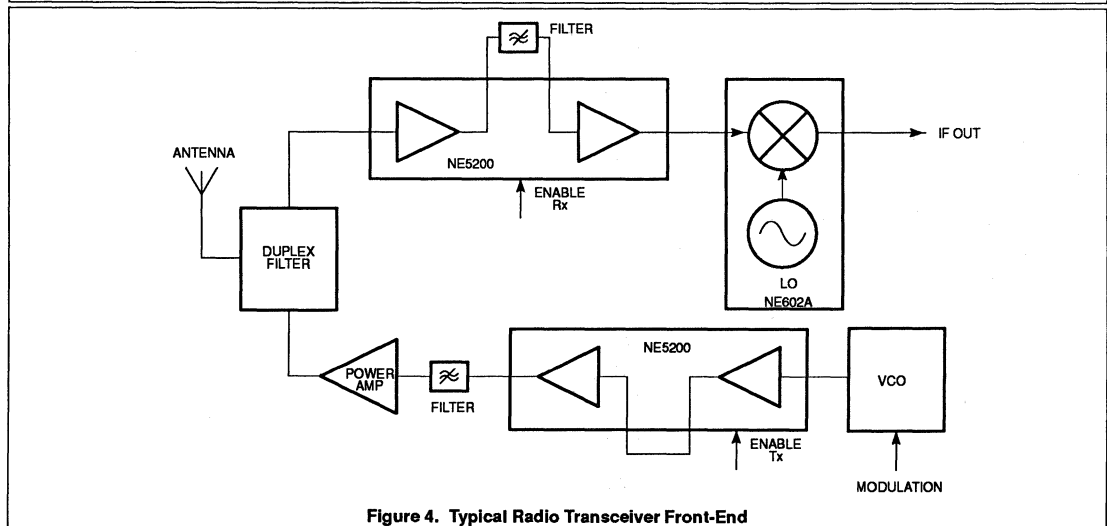 FILTER
NE5200
ENABLE
Rx
IF OUT
LO
NE602A
ANTENNA
DUPLEX
FILTER
POWER
AMP
FILTER
NE5200
ENABLE
Tx
VCO
MODULATION
Figure 4. Typical Radio Transceiver Front-End